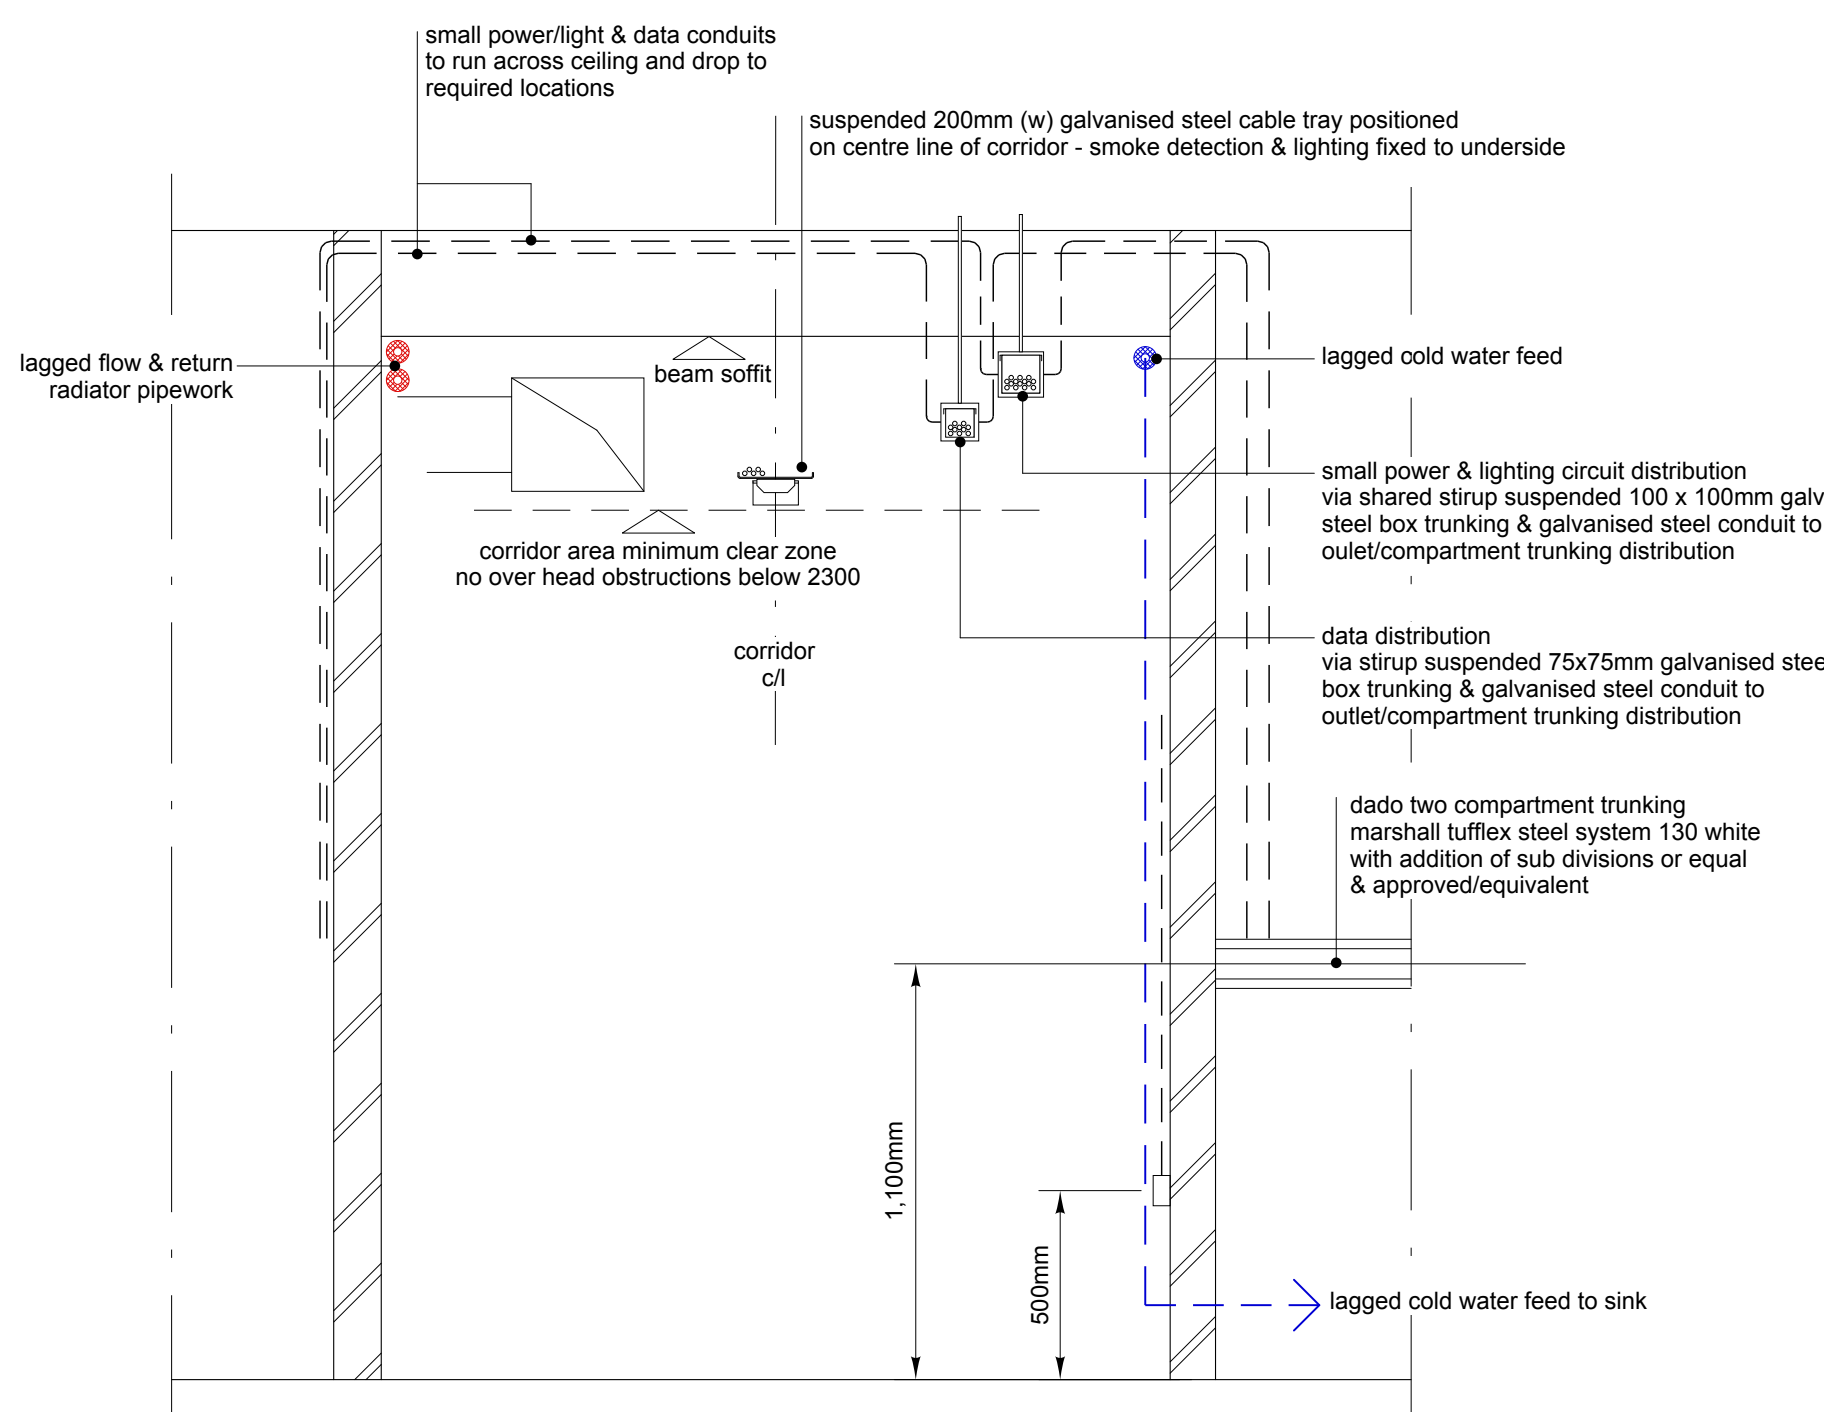 small power/light & data conduits
to run across ceiling and drop to
required locations
suspended 200mm (w) galvanised steel cable tray positioned
on centre line of corridor - smoke detection & lighting fixed to underside
lagged flow & return
radiator pipework
beam soffit
lagged cold water feed
small power & lighting circuit distribution
via shared stirup suspended 100 x 100mm galv
steel box trunking & galvanised steel conduit to
oulet/compartment trunking distribution
corridor area minimum clear zone
no over head obstructions below 2300
corridor
c/l
data distribution
via stirup suspended 75x75mm galvanised stee
box trunking & galvanised steel conduit to
outlet/compartment trunking distribution
dado two compartment trunking
marshall tufflex steel system 130 white
with addition of sub divisions or equal
& approved/equivalent
1,100mm
500mm
lagged cold water feed to sink